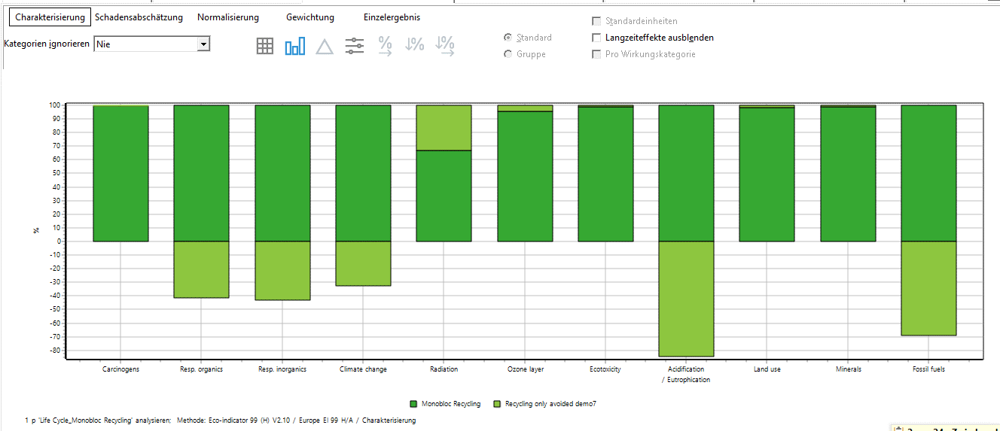 Charakterisierung Schadensabschätzung Normalisierung Gewichtung Einzelergebnis
Kategorien ignorieren Nie
Standard
Gruppe
Standardeinheiten
Langzeiteffekte ausblenden
Pro Wirkungskategorie
%
100
90
80
70
60
50
40
30
20
10
0
-10
-20
-30
-40
-50
-60
-70
-80
Carcinogens Resp. organics Resp. inorganics Climate change Radiation Ozone layer Ecotoxicity Acidification Land use Minerals Fossil fuels
/ Eutrophication
Monobloc Recycling Recycling only avoided demo7
1 p 'Life Cycle_Monobloc Recycling' analysieren; Methode: Eco-indicator 99 (H) V2.10 / Europe EI 99 H/A / Charakterisierung